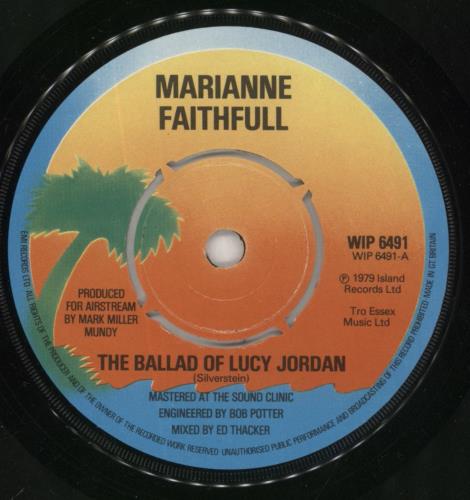 MARIANNE
FAITHFULL
WIP 6491
WIP 6491-A
℗ 1979 Island
Records Ltd
Tro Essex
Music Ltd
PRODUCED
FOR AIRSTREAM
BY MARK MILLER
MUNDY
THE BALLAD OF LUCY JORDAN
(Silverstein)
MASTERED AT THE SOUND CLINIC
ENGINEERED BY BOB POTTER
MIXED BY ED THACKER
EMI RECORDS LTD. ALL RIGHTS OF THE PRODUCER AND OF THE OWNER OF THE RECORDED WORK RESERVED. UNAUTHORISED PUBLIC PERFORMANCE AND BROADCASTING OF THIS RECORD PROHIBITED. MADE IN GT. BRITAIN